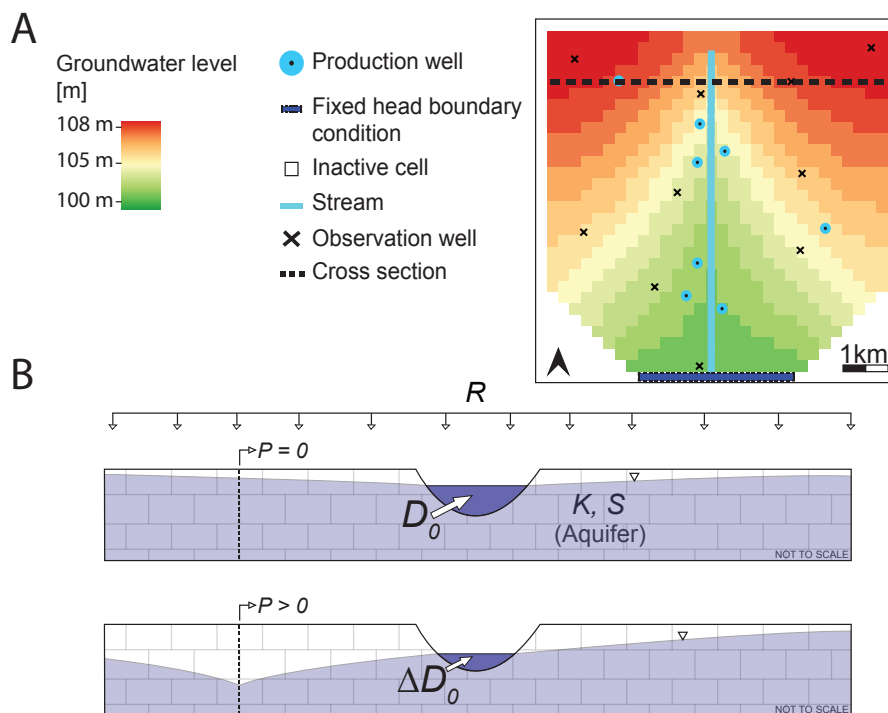 A
Groundwater level
[m]
108 m
105 m
100 m
Production well
Fixed head boundary
condition
Inactive cell
Stream
Observation well
Cross section
1km
B
R
P = 0
D₀
K, S
(Aquifer)
NOT TO SCALE
P > 0
ΔD₀
NOT TO SCALE